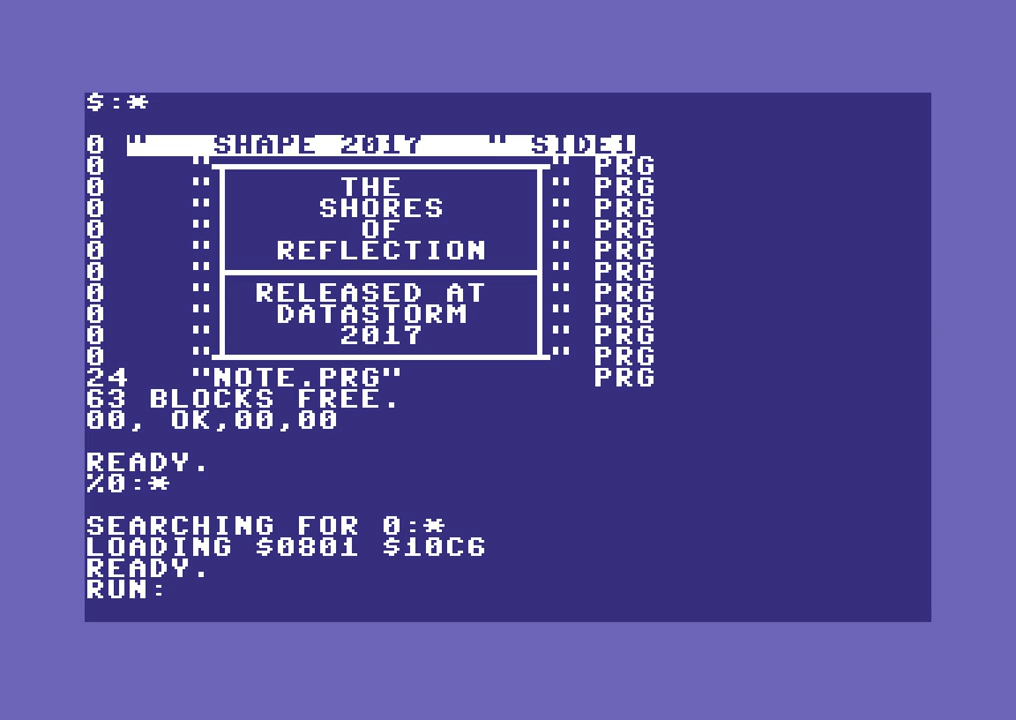 $:*
0 "    SHAPE 2017   " SIDE1
0    "                " PRG
0    "      THE       " PRG
0    "     SHORES     " PRG
0    "       OF       " PRG
0    "   REFLECTION   " PRG
0    "                " PRG
0    "  RELEASED AT   " PRG
0    "   DATASTORM    " PRG
0    "      2017      " PRG
0    "                " PRG
24   "NOTE.PRG"         PRG
63 BLOCKS FREE.
00, OK,00,00
READY.
%0:*
SEARCHING FOR 0:*
LOADING $0801 $10C6
READY.
RUN: